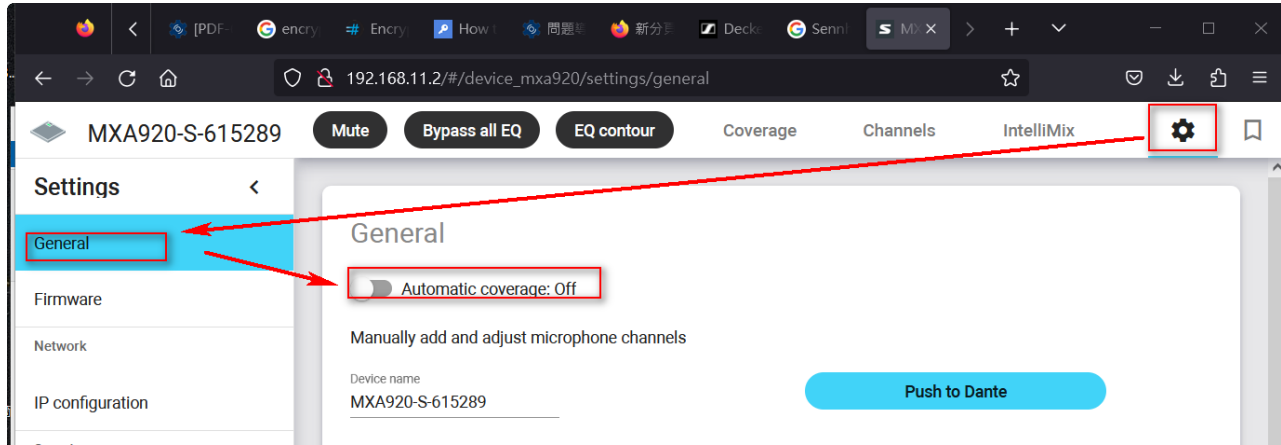 [PDF-
encry
Encry
How t
問題
新分
Decke
Senn
MX
192.168.11.2/#/device_mxa920/settings/general
MXA920-S-615289
Mute
Bypass all EQ
EQ contour
Coverage
Channels
IntelliMix
Settings
General
Firmware
Network
IP configuration
General
Automatic coverage: Off
Manually add and adjust microphone channels
Device name
MXA920-S-615289
Push to Dante